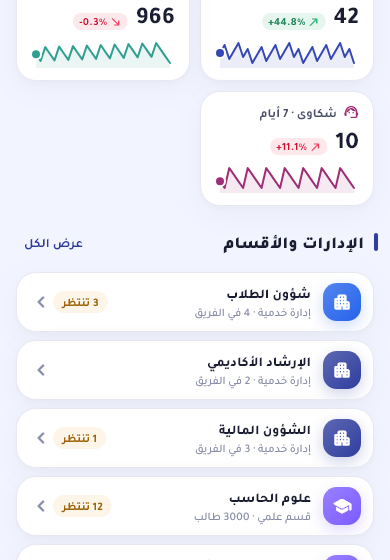 42
+44.8%
966
-0.3%
شكاوى · 7 أيام
10
+11.1%
الإدارات والأقسام
عرض الكل
شؤون الطلاب
إدارة خدمية · 4 في الفريق
3 تنتظر
الإرشاد الأكاديمي
إدارة خدمية · 2 في الفريق
الشؤون المالية
إدارة خدمية · 3 في الفريق
1 تنتظر
علوم الحاسب
قسم علمي · 3000 طالب
12 تنتظر